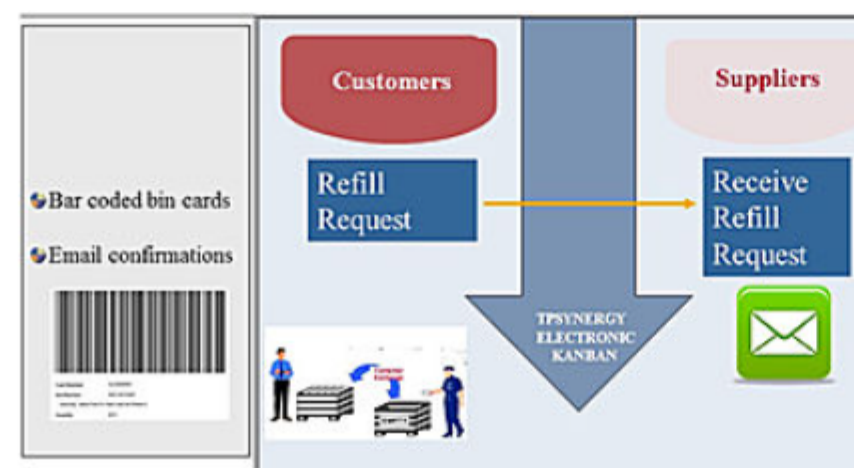 Bar coded bin cards
Email confirmations
Customers
Refill
Request
TPSYNERGY
ELECTRONIC
KANBAN
Suppliers
Receive
Refill
Request